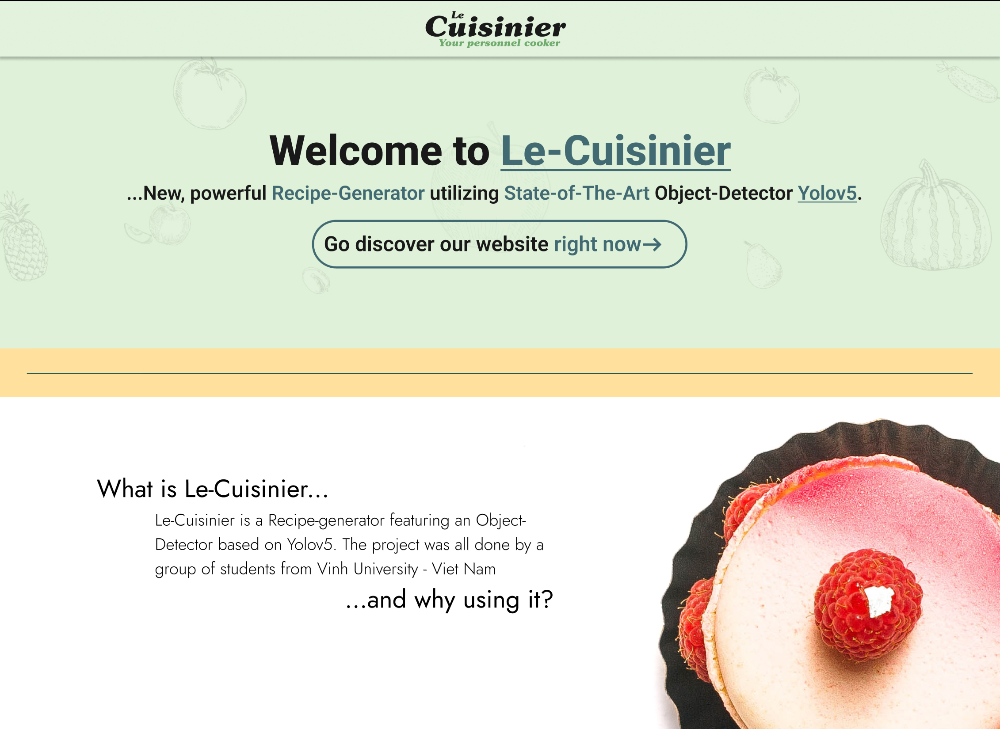 Le
Cuisinier
Your personnel cooker
Welcome to Le-Cuisinier
...New, powerful Recipe-Generator utilizing State-of-The-Art Object-Detector Yolov5.
Go discover our website right now→
What is Le-Cuisinier...
Le-Cuisinier is a Recipe-generator featuring an Object-
Detector based on Yolov5. The project was all done by a
group of students from Vinh University - Viet Nam
...and why using it?